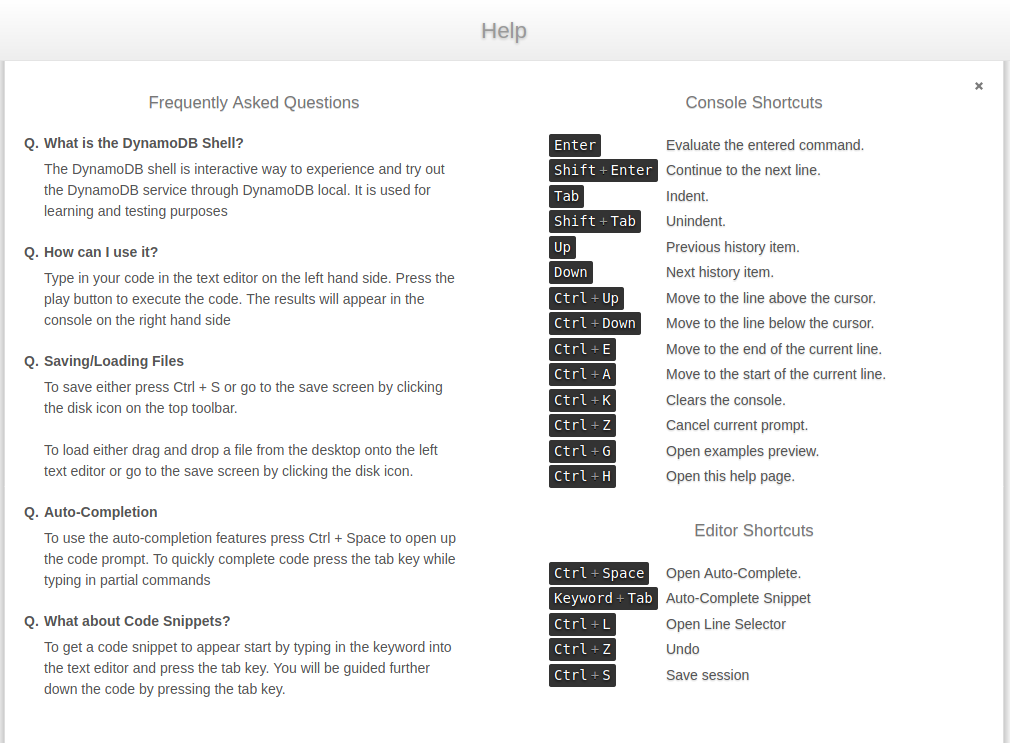 Help
Frequently Asked Questions
Q. What is the DynamoDB Shell?
The DynamoDB shell is interactive way to experience and try out
the DynamoDB service through DynamoDB local. It is used for
learning and testing purposes
Q. How can I use it?
Type in your code in the text editor on the left hand side. Press the
play button to execute the code. The results will appear in the
console on the right hand side
Q. Saving/Loading Files
To save either press Ctrl + S or go to the save screen by clicking
the disk icon on the top toolbar.
To load either drag and drop a file from the desktop onto the left
text editor or go to the save screen by clicking the disk icon.
Q. Auto-Completion
To use the auto-completion features press Ctrl + Space to open up
the code prompt. To quickly complete code press the tab key while
typing in partial commands
Q. What about Code Snippets?
To get a code snippet to appear start by typing in the keyword into
the text editor and press the tab key. You will be guided further
down the code by pressing the tab key.
×
Console Shortcuts
Enter Evaluate the entered command.
Shift + Enter Continue to the next line.
Tab Indent.
Shift + Tab Unindent.
Up Previous history item.
Down Next history item.
Ctrl + Up Move to the line above the cursor.
Ctrl + Down Move to the line below the cursor.
Ctrl + E Move to the end of the current line.
Ctrl + A Move to the start of the current line.
Ctrl + K Clears the console.
Ctrl + Z Cancel current prompt.
Ctrl + G Open examples preview.
Ctrl + H Open this help page.
Editor Shortcuts
Ctrl + Space Open Auto-Complete.
Keyword + Tab Auto-Complete Snippet
Ctrl + L Open Line Selector
Ctrl + Z Undo
Ctrl + S Save session